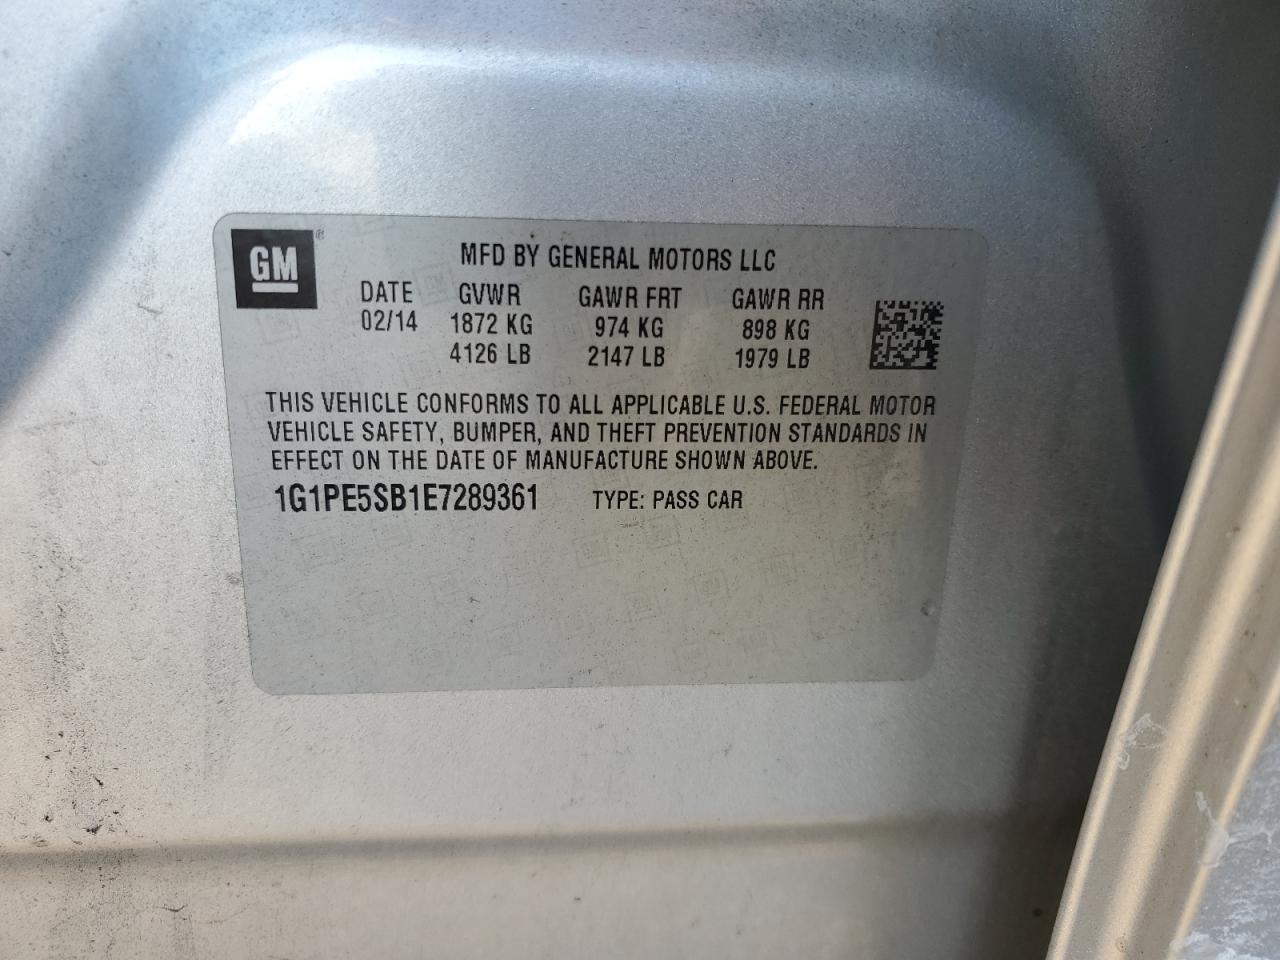 GM®
MFD BY GENERAL MOTORS LLC
DATE GVWR GAWR FRT GAWR RR
02/14 1872 KG 974 KG 898 KG
4126 LB 2147 LB 1979 LB
THIS VEHICLE CONFORMS TO ALL APPLICABLE U.S. FEDERAL MOTOR
VEHICLE SAFETY, BUMPER, AND THEFT PREVENTION STANDARDS IN
EFFECT ON THE DATE OF MANUFACTURE SHOWN ABOVE.
1G1PE5SB1E7289361 TYPE: PASS CAR